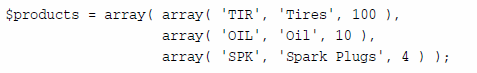 $products = array( array( 'TIR', 'Tires', 100 ),
array( 'OIL', 'Oil', 10 ),
array( 'SPK', 'Spark Plugs', 4 ) );